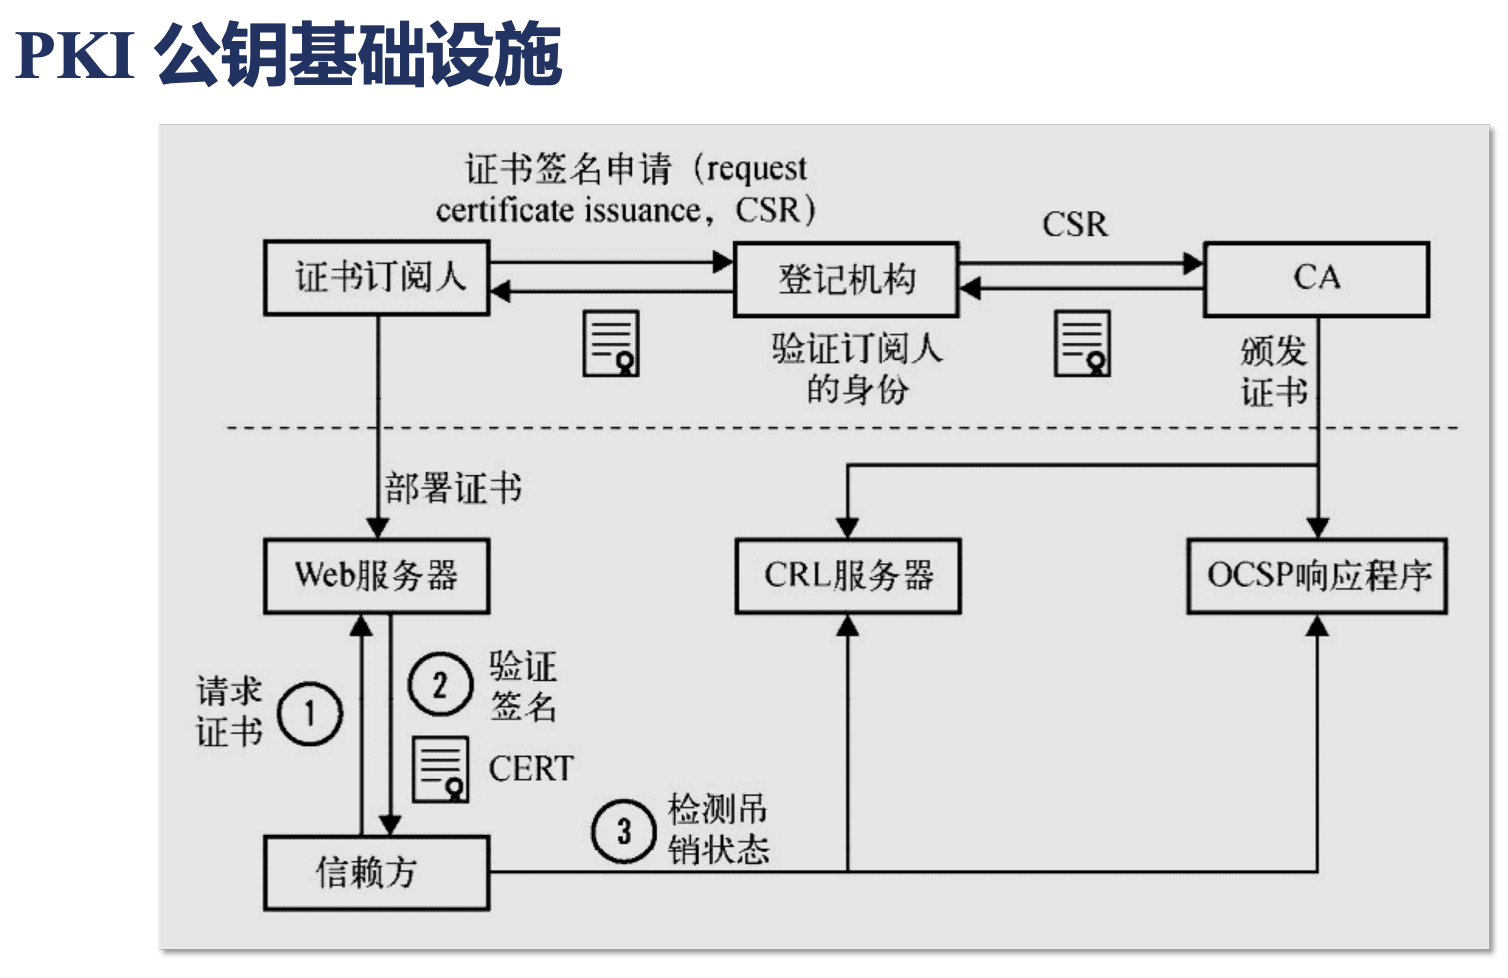 PKI 公钥基础设施
证书签名申请（request
certificate issuance，CSR）
CSR
证书订阅人
登记机构
CA
验证订阅人
的身份
颁发
证书
部署证书
Web服务器
CRL服务器
OCSP响应程序
请求
证书
1
2
验证
签名
CERT
3
检测吊
销状态
信赖方